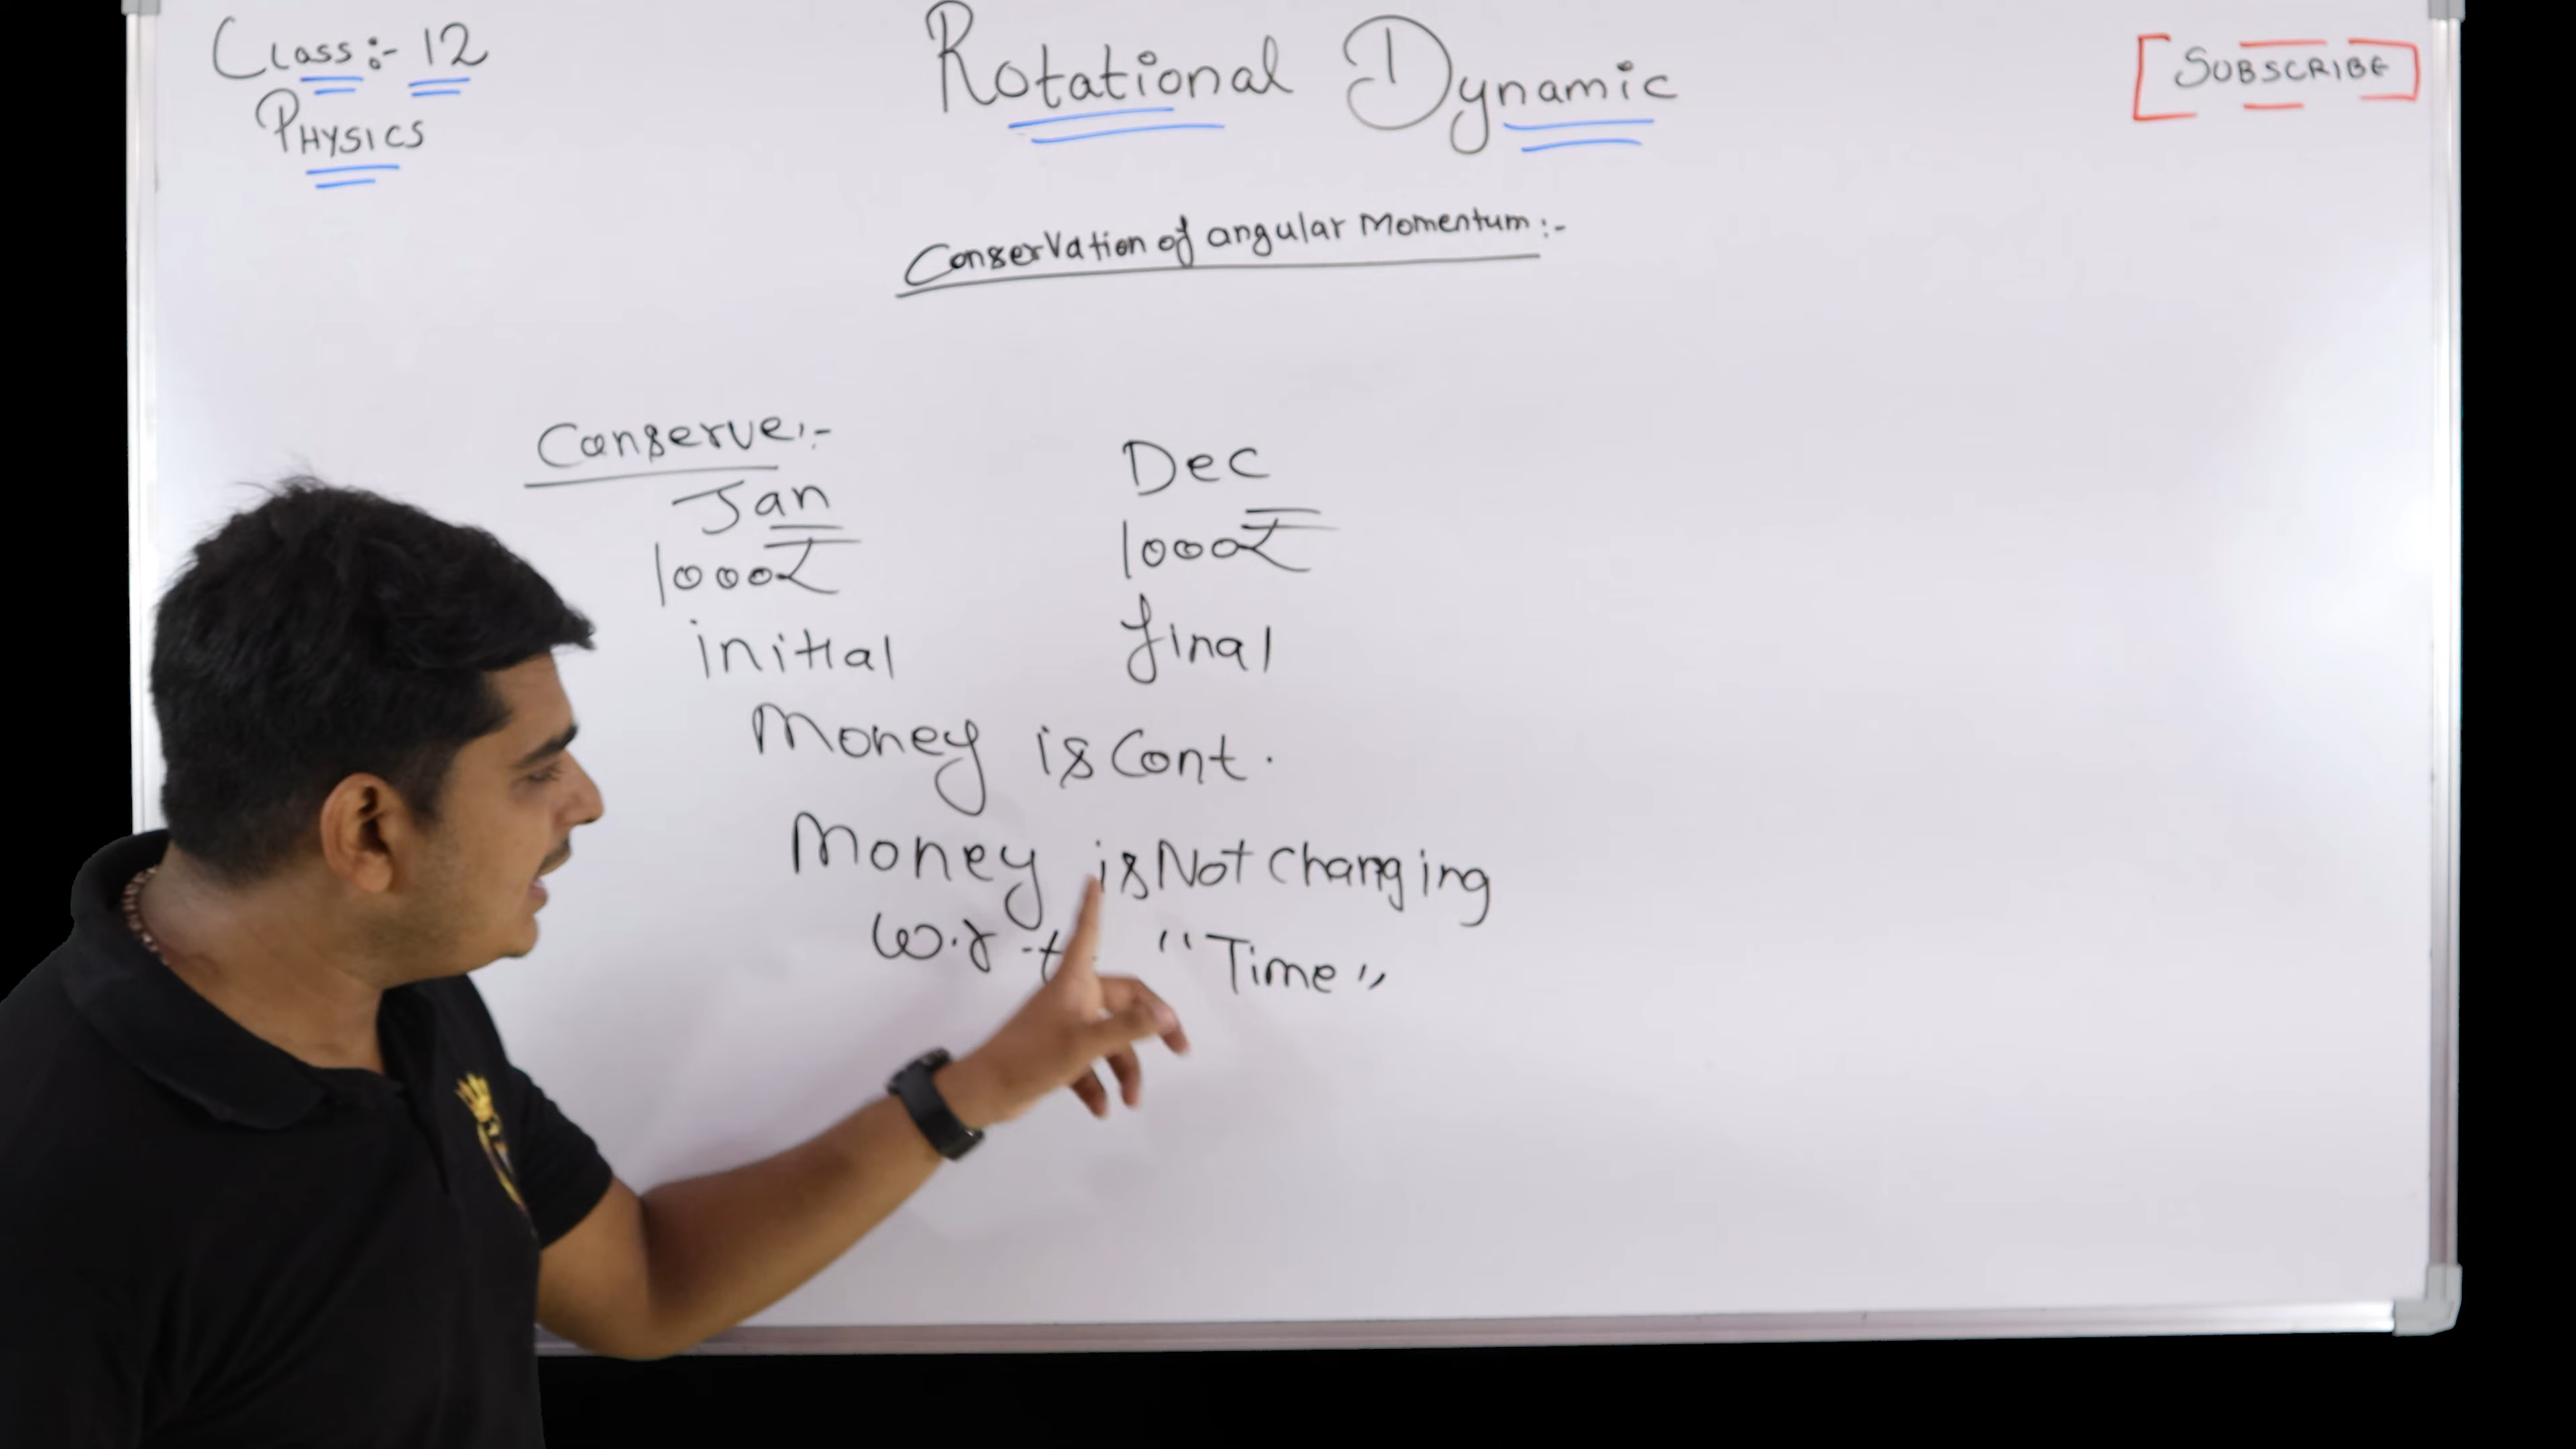 Class:- 12
Physics
Rotational Dynamic
SUBSCRIBE
Conservation of angular Momentum:-
Conserve:-
Jan
Dec
1000₹
1000₹
initial
final
Money is Cont.
Money is Not Changing
w.r.t. "Time"